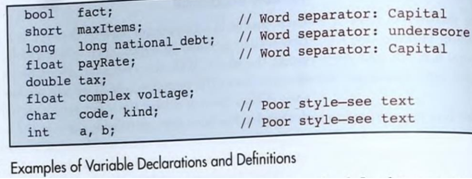 bool fact;
short maxItems; // Word separator: Capital
long long national_debt; // Word separator: underscore
float payRate; // Word separator: Capital
double tax;
float complex voltage;
char code, kind; // Poor style—see text
int a, b; // Poor style—see text
Examples of Variable Declarations and Definitions